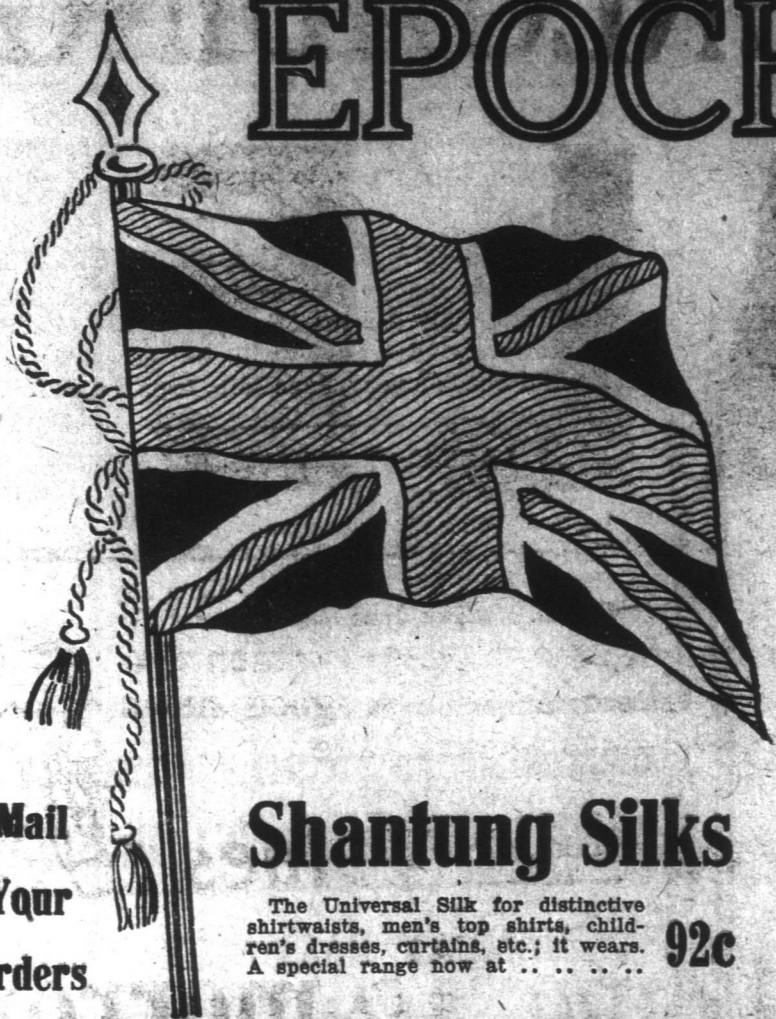 EPOCH
Shantung Silks
The Universal Silk for distinctive
shirtwaists, men's top shirts, child-
ren's dresses, curtains, etc.; it wears.
A special range now at .. .. .. ..
92c
Mail
Your
rders